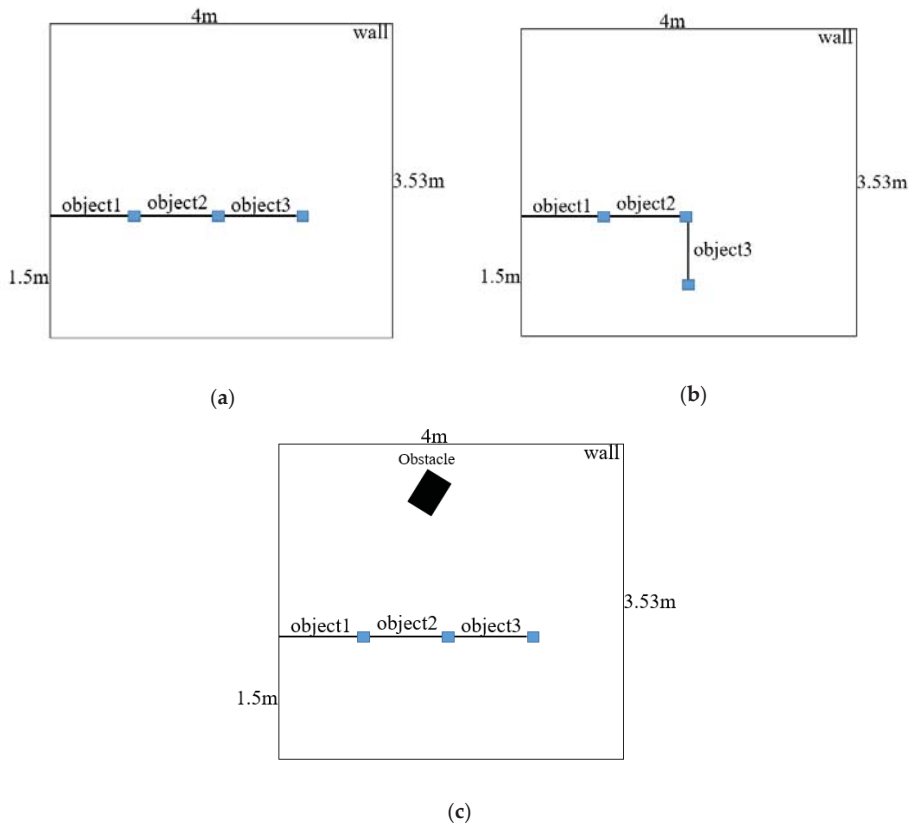 4m
wall
object1
object2
object3
3.53m
1.5m
(a)
4m
wall
object1
object2
object3
3.53m
1.5m
(b)
4m
Obstacle
wall
object1
object2
object3
3.53m
1.5m
(c)